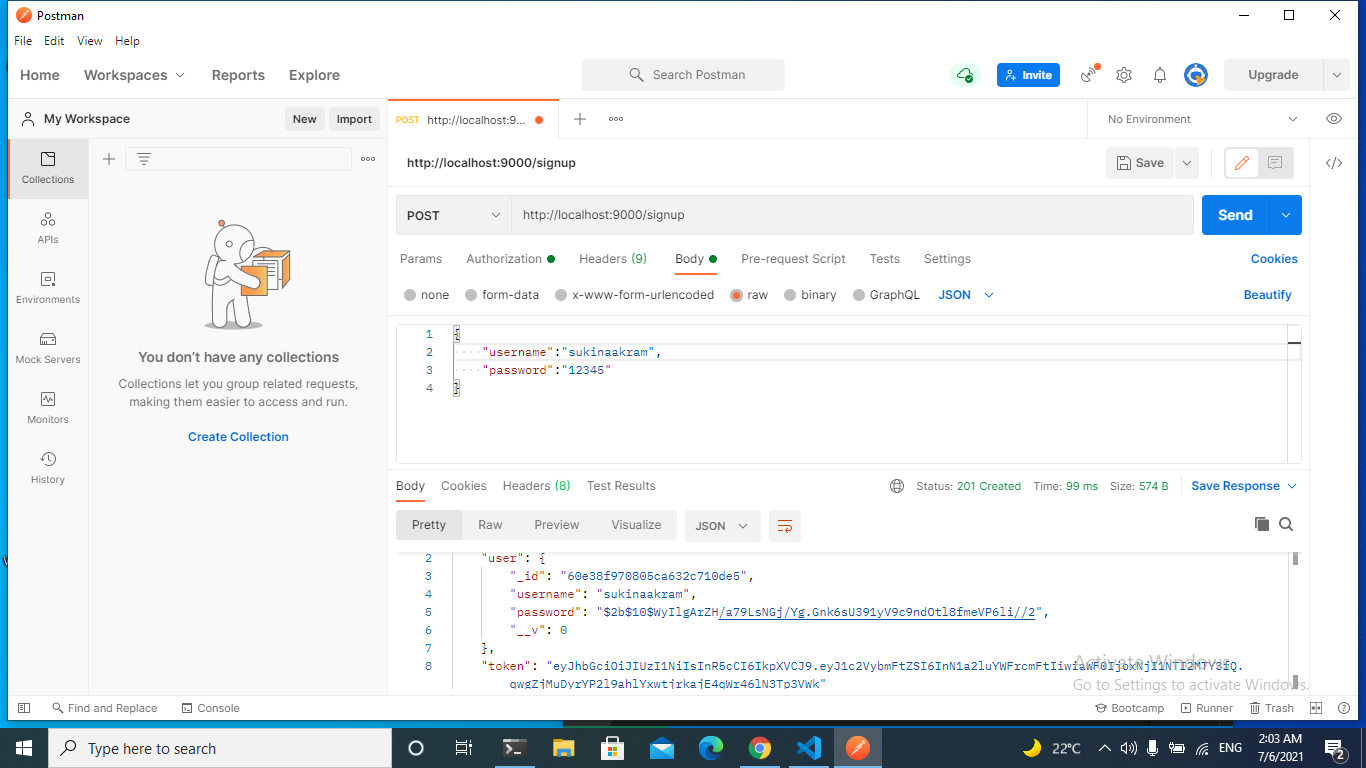 Postman
File Edit View Help
Home Workspaces Reports Explore Search Postman Invite Upgrade
My Workspace New Import POST http://localhost:9... No Environment
Collections
APIs
Environments
Mock Servers
Monitors
History
You don't have any collections
Collections let you group related requests,
making them easier to access and run.
Create Collection
http://localhost:9000/signup Save
POST http://localhost:9000/signup Send
Params Authorization Headers (9) Body Pre-request Script Tests Settings Cookies
none form-data x-www-form-urlencoded raw binary GraphQL JSON Beautify
1 {
2 "username":"sukinaakram",
3 "password":"12345"
4 }
Body Cookies Headers (8) Test Results Status: 201 Created Time: 99 ms Size: 574 B Save Response
Pretty Raw Preview Visualize JSON
2 "user": {
3 "_id": "60e38f970805ca632c710de5",
4 "username": "sukinaakram",
5 "password": "$2b$10$WyIlgArZH/a79LsNGj/Yg.Gnk6sU391yV9c9ndOtl8fmeVP6li//2",
6 "__v": 0
7 },
8 "token":
Activate Windows
Go to Settings to activate Windows.
Find and Replace Console Bootcamp Runner Trash
Type here to search 22°C ENG 2:03 AM
7/6/2021 2